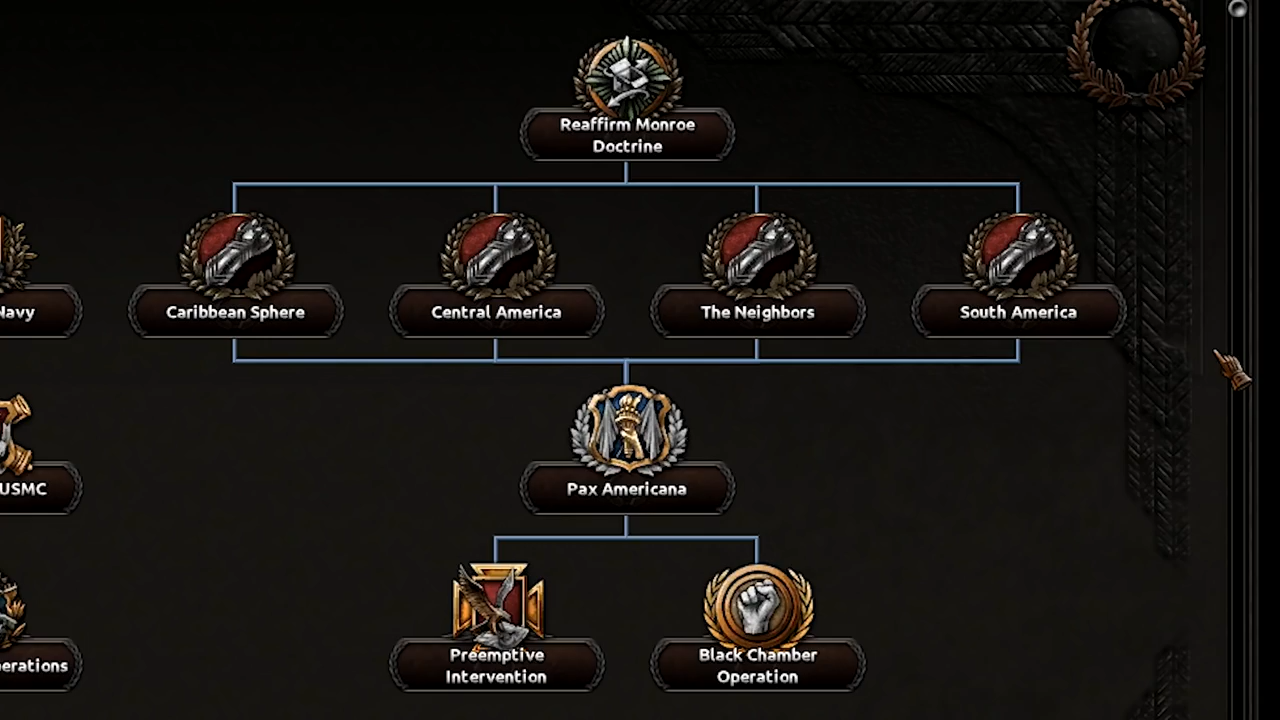 Reaffirm Monroe
Doctrine
Navy
Caribbean Sphere
Central America
The Neighbors
South America
USMC
Pax Americana
erations
Preemptive
Intervention
Black Chamber
Operation